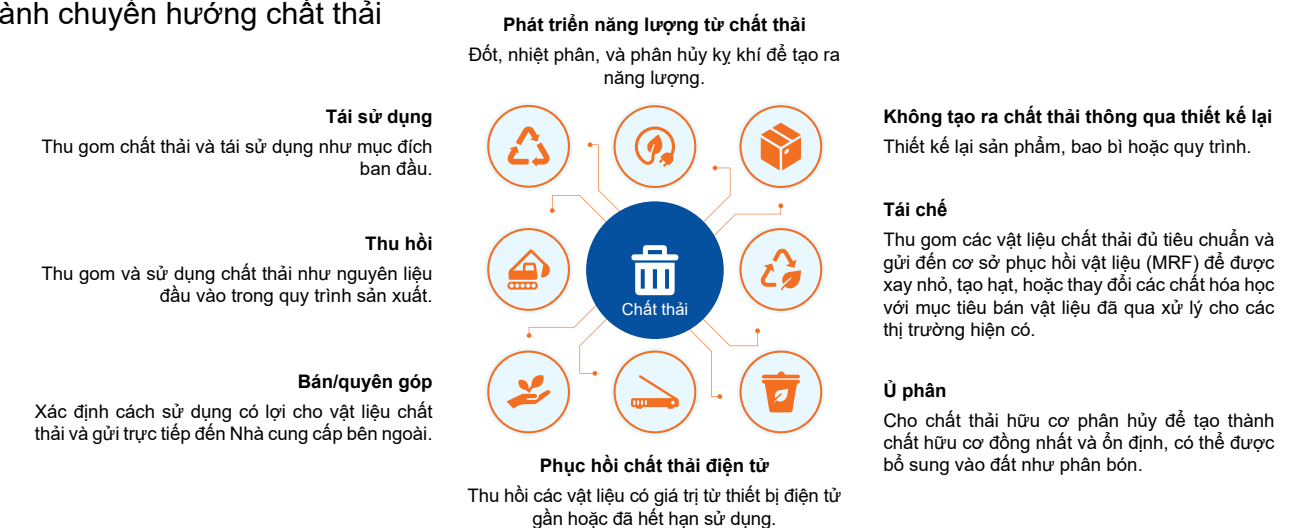 ành chuyển hướng chất thải
Phát triển năng lượng từ chất thải
Đốt, nhiệt phân, và phân hủy kỵ khí để tạo ra
năng lượng.
Tái sử dụng
Thu gom chất thải và tái sử dụng như mục đích
ban đầu.
Thu hồi
Thu gom và sử dụng chất thải như nguyên liệu
đầu vào trong quy trình sản xuất.
Bán/quyên góp
Xác định cách sử dụng có lợi cho vật liệu chất
thải và gửi trực tiếp đến Nhà cung cấp bên ngoài.
Chất thải
Không tạo ra chất thải thông qua thiết kế lại
Thiết kế lại sản phẩm, bao bì hoặc quy trình.
Tái chế
Thu gom các vật liệu chất thải đủ tiêu chuẩn và
gửi đến cơ sở phục hồi vật liệu (MRF) để được
xay nhỏ, tạo hạt, hoặc thay đổi các chất hóa học
với mục tiêu bán vật liệu đã qua xử lý cho các
thị trường hiện có.
Ủ phân
Cho chất thải hữu cơ phân hủy để tạo thành
chất hữu cơ đồng nhất và ổn định, có thể được
bổ sung vào đất như phân bón.
Phục hồi chất thải điện tử
Thu hồi các vật liệu có giá trị từ thiết bị điện tử
gần hoặc đã hết hạn sử dụng.